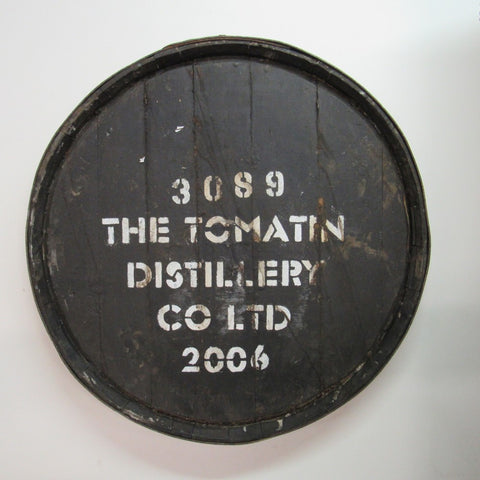 3089
THE TOMATIN
DISTILLERY
CO LTD
2006